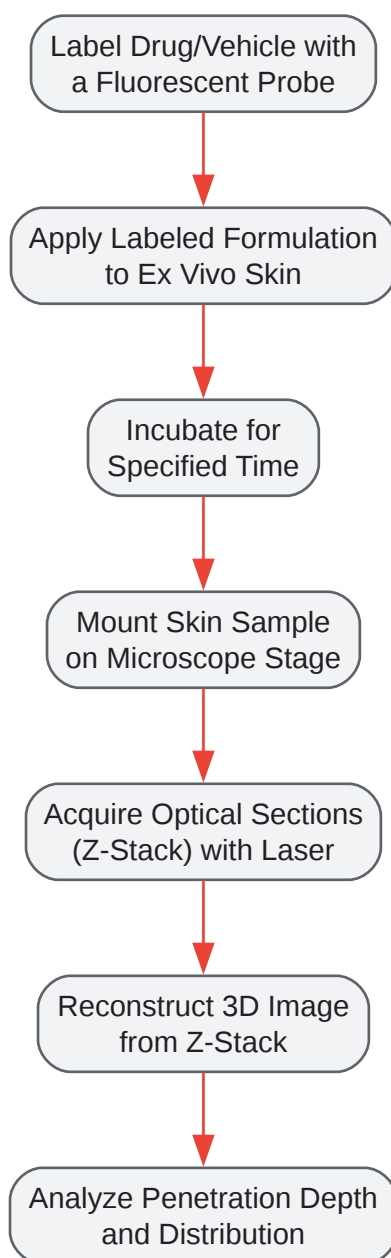 Label Drug/Vehicle with
a Fluorescent Probe
Apply Labeled Formulation
to Ex Vivo Skin
Incubate for
Specified Time
Mount Skin Sample
on Microscope Stage
Acquire Optical Sections
(Z-Stack) with Laser
Reconstruct 3D Image
from Z-Stack
Analyze Penetration Depth
and Distribution